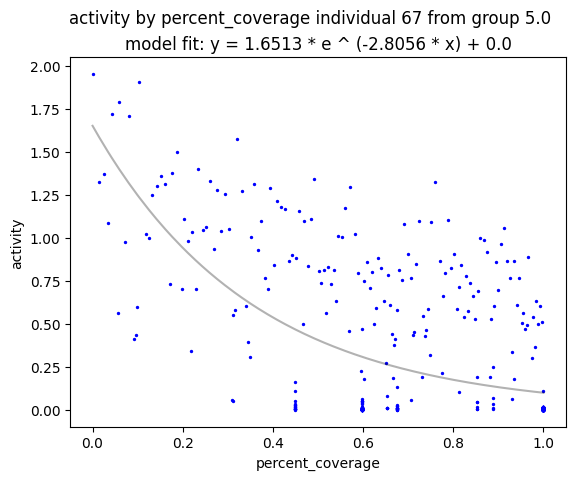 activity by percent_coverage individual 67 from group 5.0
model fit: y = 1.6513 * e ^ (-2.8056 * x) + 0.0
2.00
1.75
1.50
1.25
1.00
0.75
0.50
0.25
0.00
activity
0.0 0.2 0.4 0.6 0.8 1.0
percent_coverage